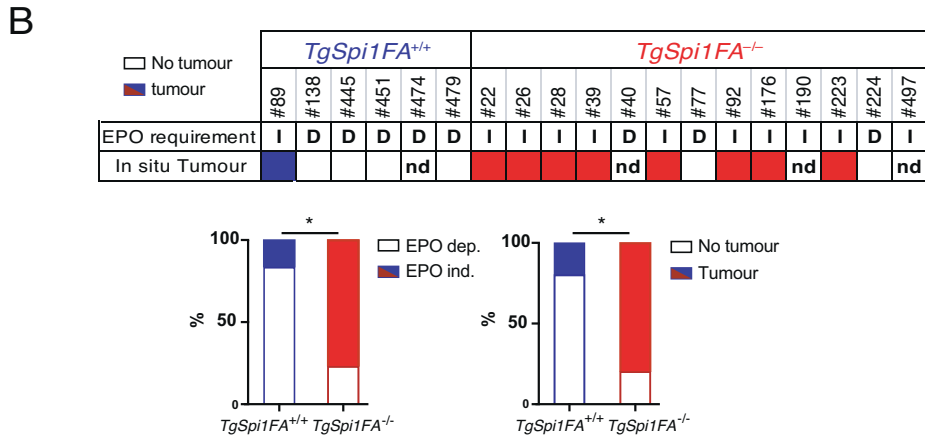 B
No tumour
tumour
TgSpi1FA+/+ TgSpi1FA–/–
#89 #138 #445 #451 #474 #479 #22 #26 #28 #39 #40 #57 #77 #92 #176 #190 #223 #224 #497
EPO requirement I D D D D D I I I I D I D I I I I D I
In situ Tumour nd nd nd nd
* *
100 EPO dep. 100 No tumour
EPO ind. Tumour
% 50 % 50
0 0
TgSpi1FA+/+ TgSpi1FA-/- TgSpi1FA+/+ TgSpi1FA-/-